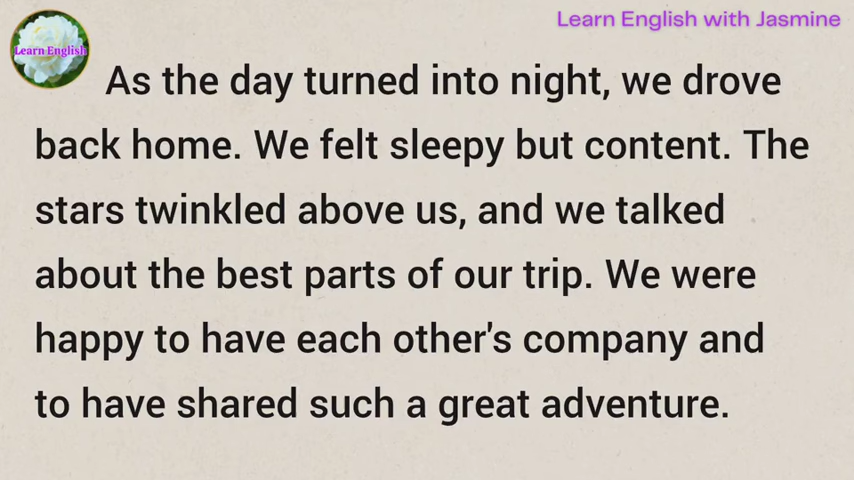 Learn English with Jasmine
Learn English
As the day turned into night, we drove
back home. We felt sleepy but content. The
stars twinkled above us, and we talked
about the best parts of our trip. We were
happy to have each other's company and
to have shared such a great adventure.